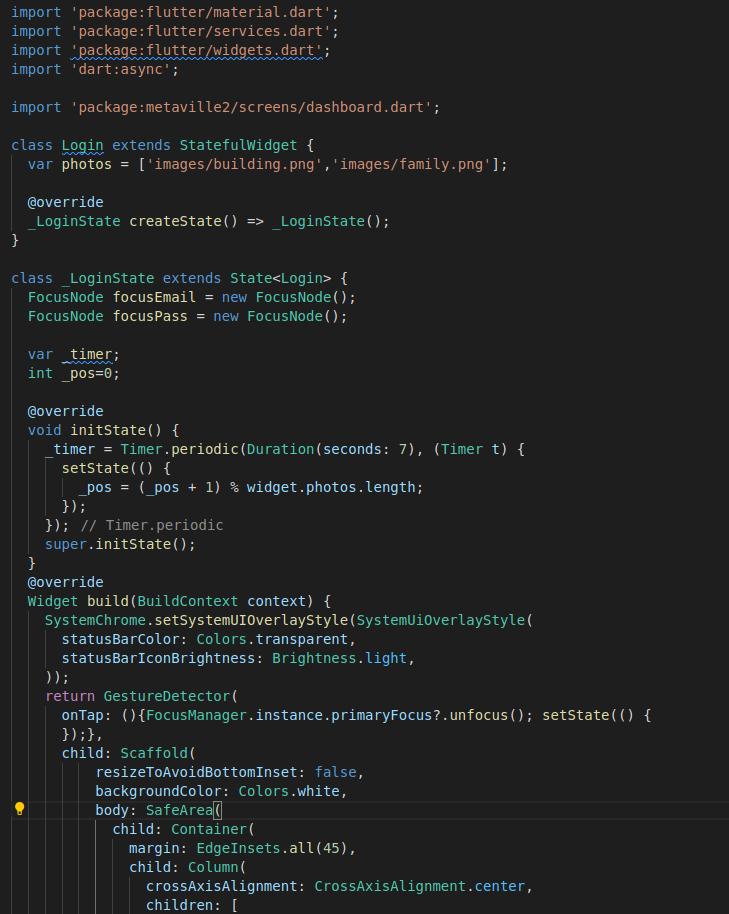 import 'package:flutter/material.dart';
import 'package:flutter/services.dart';
import 'package:flutter/widgets.dart';
import 'dart:async';

import 'package:metaville2/screens/dashboard.dart';

class Login extends StatefulWidget {
  var photos = ['images/building.png','images/family.png'];

  @override
  _LoginState createState() => _LoginState();
}

class _LoginState extends State<Login> {
  FocusNode focusEmail = new FocusNode();
  FocusNode focusPass = new FocusNode();

  var _timer;
  int _pos=0;

  @override
  void initState() {
    _timer = Timer.periodic(Duration(seconds: 7), (Timer t) {
      setState(() {
        _pos = (_pos + 1) % widget.photos.length;
      });
    }); // Timer.periodic
    super.initState();
  }
  @override
  Widget build(BuildContext context) {
    SystemChrome.setSystemUIOverlayStyle(SystemUiOverlayStyle(
      statusBarColor: Colors.transparent,
      statusBarIconBrightness: Brightness.light,
    ));
    return GestureDetector(
      onTap: (){FocusManager.instance.primaryFocus?.unfocus(); setState(() {
      });},
      child: Scaffold(
          resizeToAvoidBottomInset: false,
          backgroundColor: Colors.white,
          body: SafeArea(
            child: Container(
              margin: EdgeInsets.all(45),
              child: Column(
                crossAxisAlignment: CrossAxisAlignment.center,
                children: [